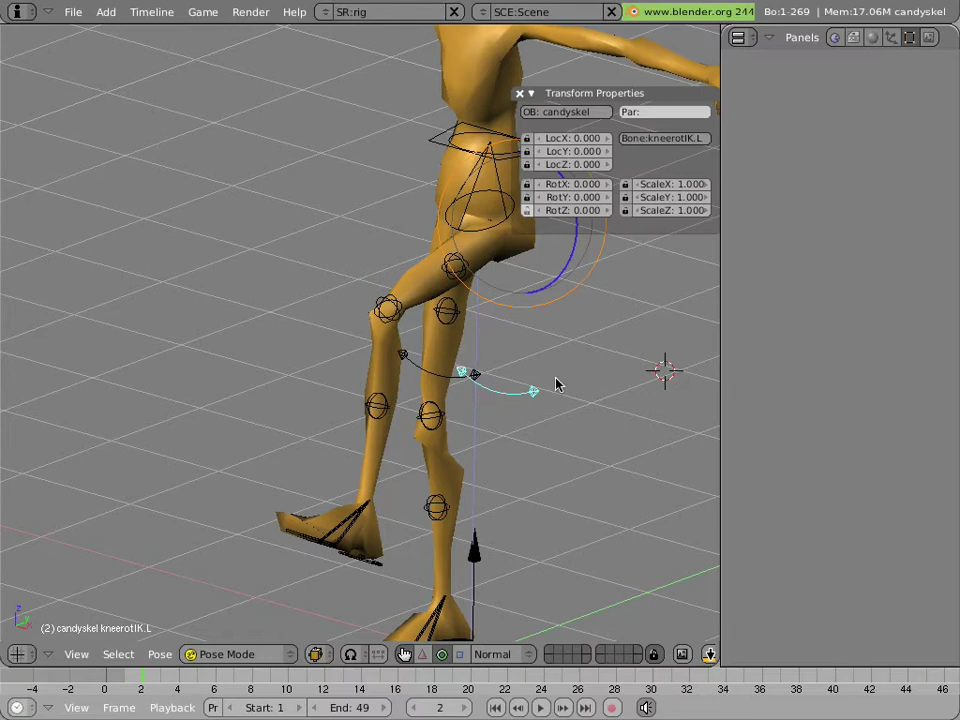 File Add Timeline Game Render Help SR:rig SCE:Scene www.blender.org 244 Bo:1-269 | Mem:17.06M candyskel
Panels
Transform Properties
OB: candyskel Par:
LocX: 0.000 Bone:kneerotIK.L
LocY: 0.000
LocZ: 0.000
RotX: 0.000 ScaleX: 1.000
RotY: 0.000 ScaleY: 1.000
RotZ: 0.000 ScaleZ: 1.000
z
y
(2) candyskel kneerotIK.L
View Select Pose Pose Mode Normal
-4 -2 0 2 4 6 8 10 12 14 16 18 20 22 24 26 28 30 32 34 36 38 40 42 44 46
View Frame Playback Pr Start: 1 End: 49 2